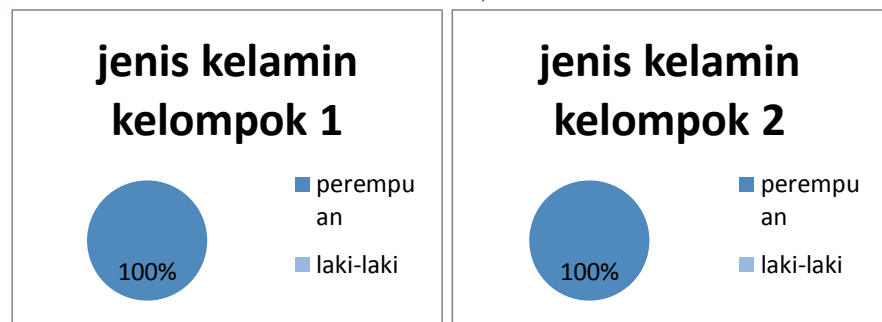 jenis kelamin
kelompok 1
perempu
an
laki-laki
100%
jenis kelamin
kelompok 2
perempu
an
laki-laki
100%